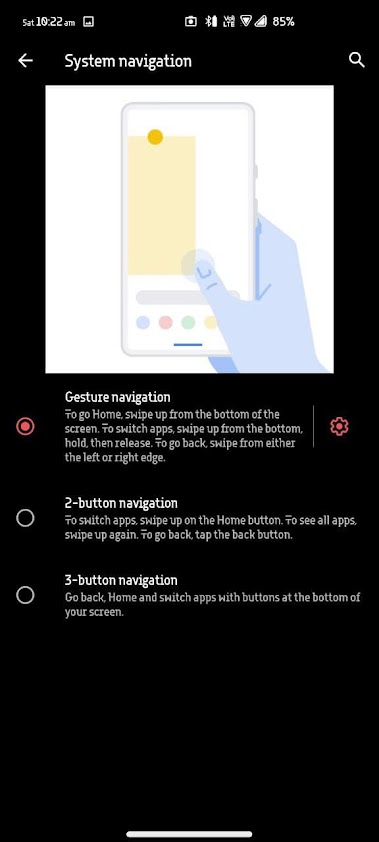 Sat 10:22 am
Vo)
LTE
85%
System navigation
Gesture navigation
To go Home, swipe up from the bottom of the
screen. To switch apps, swipe up from the bottom,
hold, then release. To go back, swipe from either
the left or right edge.
2-button navigation
To switch apps, swipe up on the Home button. To see all apps,
swipe up again. To go back, tap the back button.
3-button navigation
Go back, Home and switch apps with buttons at the bottom of
your screen.